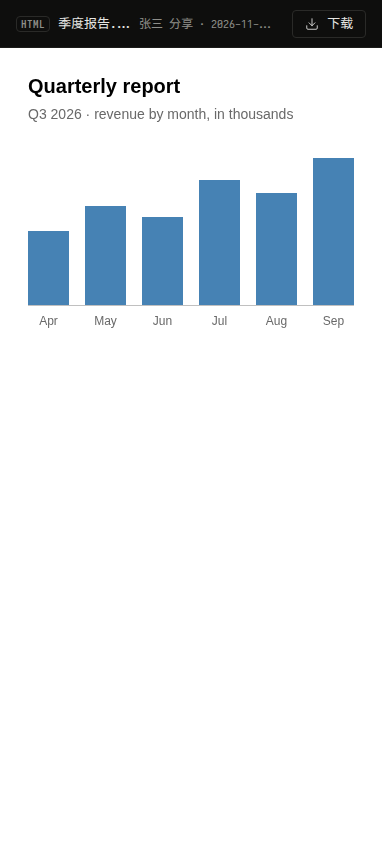 HTML 季度报告.… 张三 分享 · 2026-11-… 下载
Quarterly report
Q3 2026 · revenue by month, in thousands
Apr May Jun Jul Aug Sep